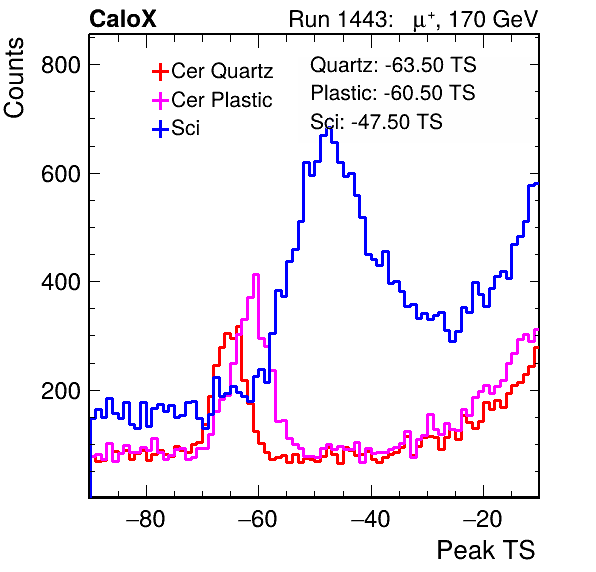 CaloX Run 1443: μ⁺, 170 GeV
Counts
800
600
400
200
Cer Quartz
Cer Plastic
Sci
Quartz: -63.50 TS
Plastic: -60.50 TS
Sci: -47.50 TS
−80 −60 −40 −20
Peak TS